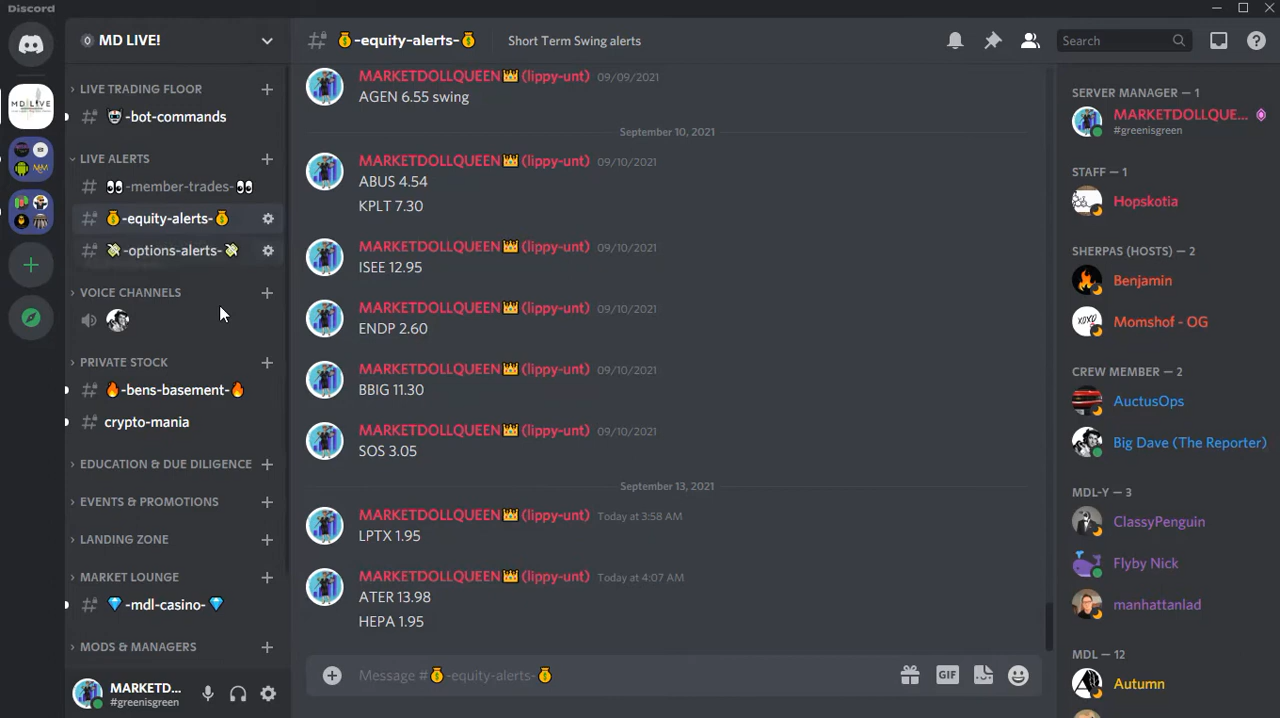 Discord
MD LIVE!
LIVE TRADING FLOOR
-bot-commands
LIVE ALERTS
-member-trades-
-equity-alerts-
-options-alerts-
VOICE CHANNELS
PRIVATE STOCK
-bens-basement-
crypto-mania
EDUCATION & DUE DILIGENCE
EVENTS & PROMOTIONS
LANDING ZONE
MARKET LOUNGE
-mdl-casino-
MODS & MANAGERS
MARKETD...
#greenisgreen
-equity-alerts- Short Term Swing alerts
Search
MARKETDOLLQUEEN (lippy-unt) 09/09/2021
AGEN 6.55 swing
September 10, 2021
MARKETDOLLQUEEN (lippy-unt) 09/10/2021
ABUS 4.54
KPLT 7.30
MARKETDOLLQUEEN (lippy-unt) 09/10/2021
ISEE 12.95
MARKETDOLLQUEEN (lippy-unt) 09/10/2021
ENDP 2.60
MARKETDOLLQUEEN (lippy-unt) 09/10/2021
BBIG 11.30
MARKETDOLLQUEEN (lippy-unt) 09/10/2021
SOS 3.05
September 13, 2021
MARKETDOLLQUEEN (lippy-unt) Today at 3:58 AM
LPTX 1.95
MARKETDOLLQUEEN (lippy-unt) Today at 4:07 AM
ATER 13.98
HEPA 1.95
Message #-equity-alerts-
GIF
SERVER MANAGER — 1
MARKETDOLLQUE...
#greenisgreen
STAFF — 1
Hopskotia
SHERPAS (HOSTS) — 2
Benjamin
Momshof - OG
CREW MEMBER — 2
AuctusOps
Big Dave (The Reporter)
MDL-Y — 3
ClassyPenguin
Flyby Nick
manhattanlad
MDL — 12
Autumn